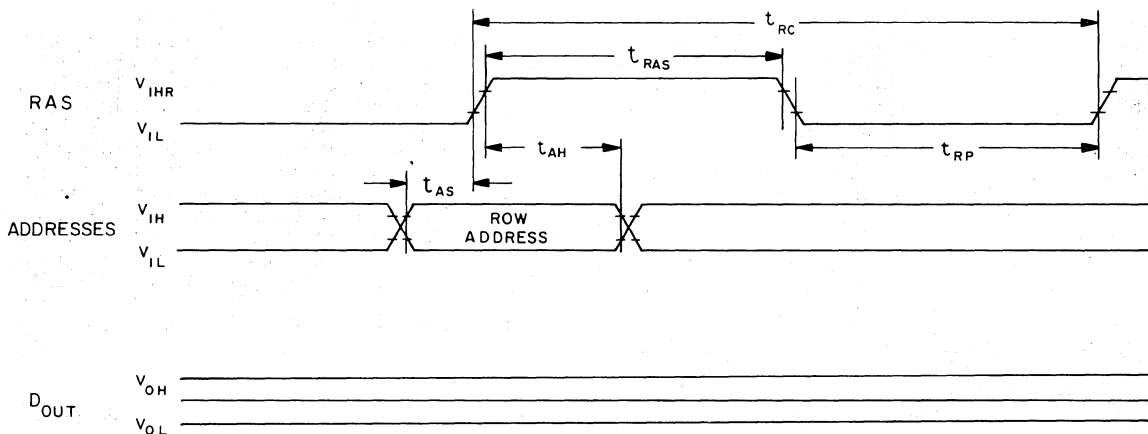 t_RC
t_RAS
RAS
V_IHR
V_IL
t_AH
t_RP
t_AS
ADDRESSES
V_IH
V_IL
ROW
ADDRESS
D_OUT
V_OH
V_OL